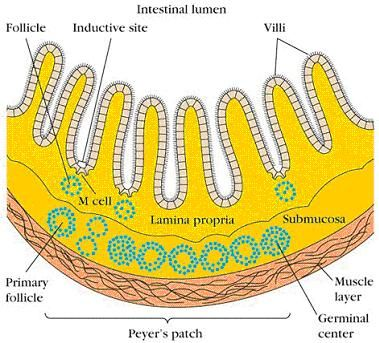 Intestinal lumen
Follicle
Inductive site
Villi
M cell
Lamina propria
Submucosa
Primary
follicle
Muscle
layer
Germinal
center
Peyer's patch